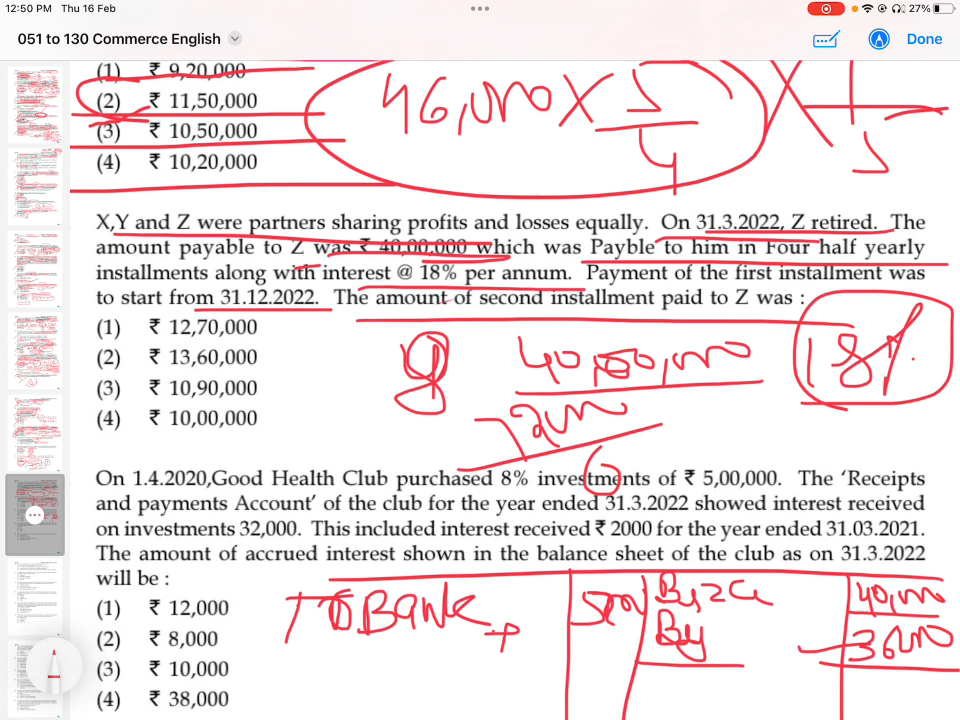 12:50 PM Thu 16 Feb
27%
051 to 130 Commerce English
Done
(1) ₹ 9,20,000
(2) ₹ 11,50,000
(3) ₹ 10,50,000
(4) ₹ 10,20,000
46,000 X 5/4 X 1/5
X,Y and Z were partners sharing profits and losses equally. On 31.3.2022, Z retired. The
amount payable to Z was ₹ 40,00,000 which was Payble to him in Four half yearly
installments along with interest @ 18% per annum. Payment of the first installment was
to start from 31.12.2022. The amount of second installment paid to Z was :
(1) ₹ 12,70,000
(2) ₹ 13,60,000
(3) ₹ 10,90,000
(4) ₹ 10,00,000
18%
On 1.4.2020,Good Health Club purchased 8% investments of ₹ 5,00,000. The ‘Receipts
and payments Account’ of the club for the year ended 31.3.2022 showed interest received
on investments 32,000. This included interest received ₹ 2000 for the year ended 31.03.2021.
The amount of accrued interest shown in the balance sheet of the club as on 31.3.2022
will be :
(1) ₹ 12,000
(2) ₹ 8,000
(3) ₹ 10,000
(4) ₹ 38,000
To Bank
By
By